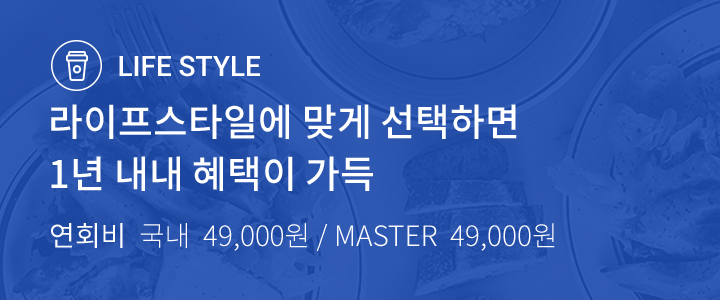 LIFE STYLE
라이프스타일에 맞게 선택하면
1년 내내 혜택이 가득
연회비 국내 49,000원 / MASTER 49,000원